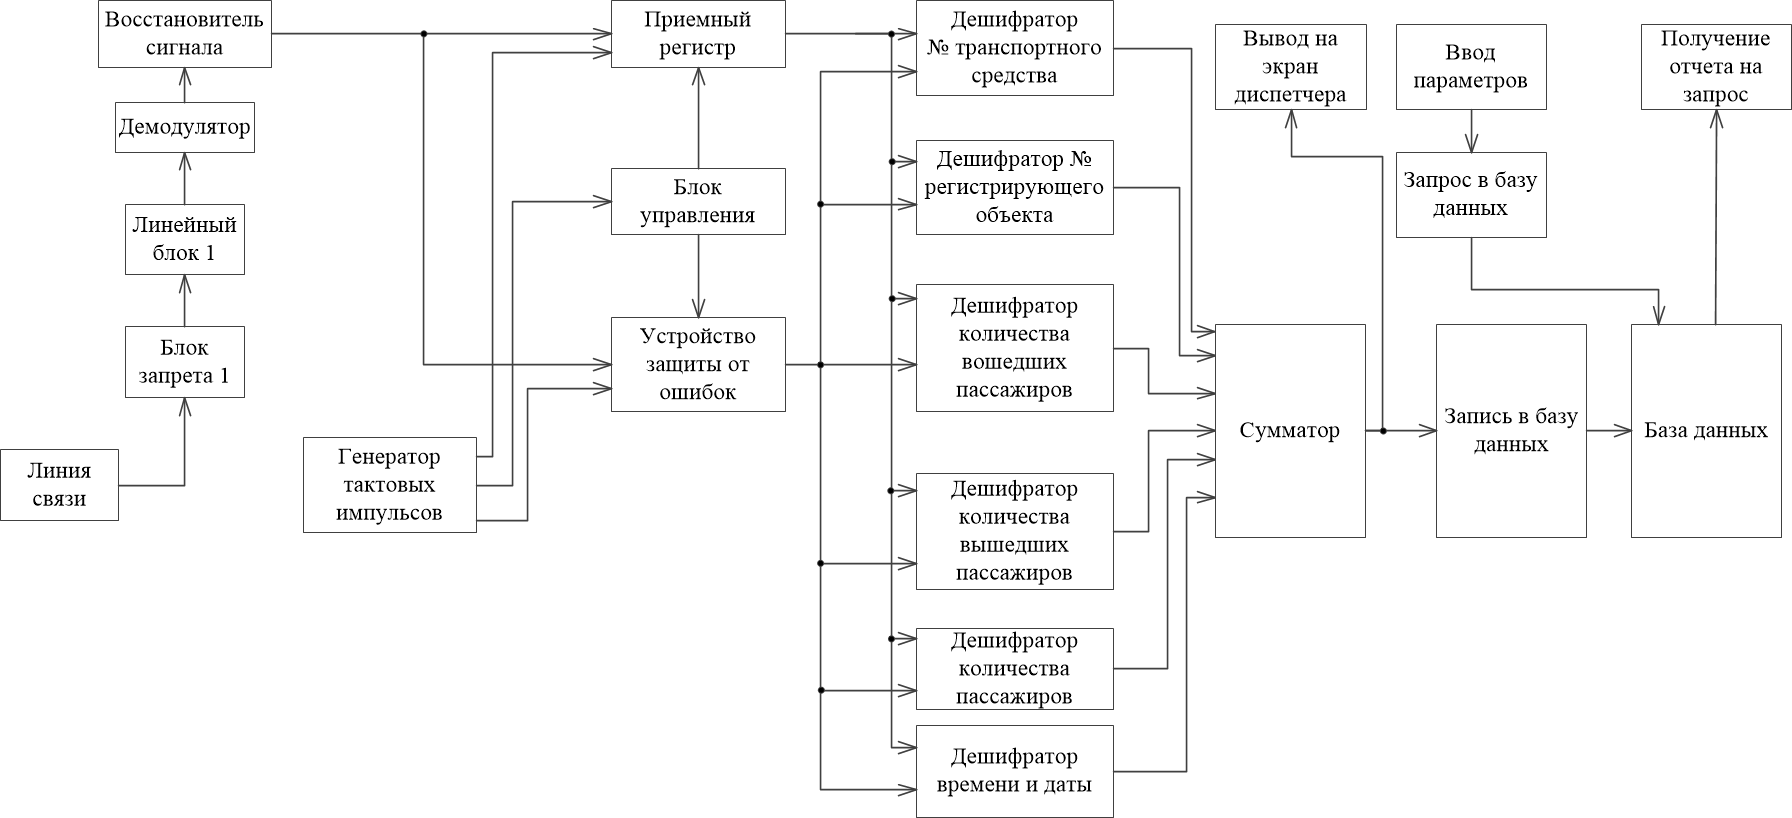 Восстановитель
сигнала
Демодулятор
Линейный
блок 1
Блок
запрета 1
Линия
связи
Генератор
тактовых
импульсов
Приемный
регистр
Блок
управления
Устройство
защиты от
ошибок
Дешифратор
№ транспортного
средства
Дешифратор №
регистрирующего
объекта
Дешифратор
количества
вошедших
пассажиров
Дешифратор
количества
вышедших
пассажиров
Дешифратор
количества
пассажиров
Дешифратор
времени и даты
Вывод на
экран
диспетчера
Ввод
параметров
Получение
отчета на
запрос
Запрос в базу
данных
Сумматор
Запись в базу
данных
База данных